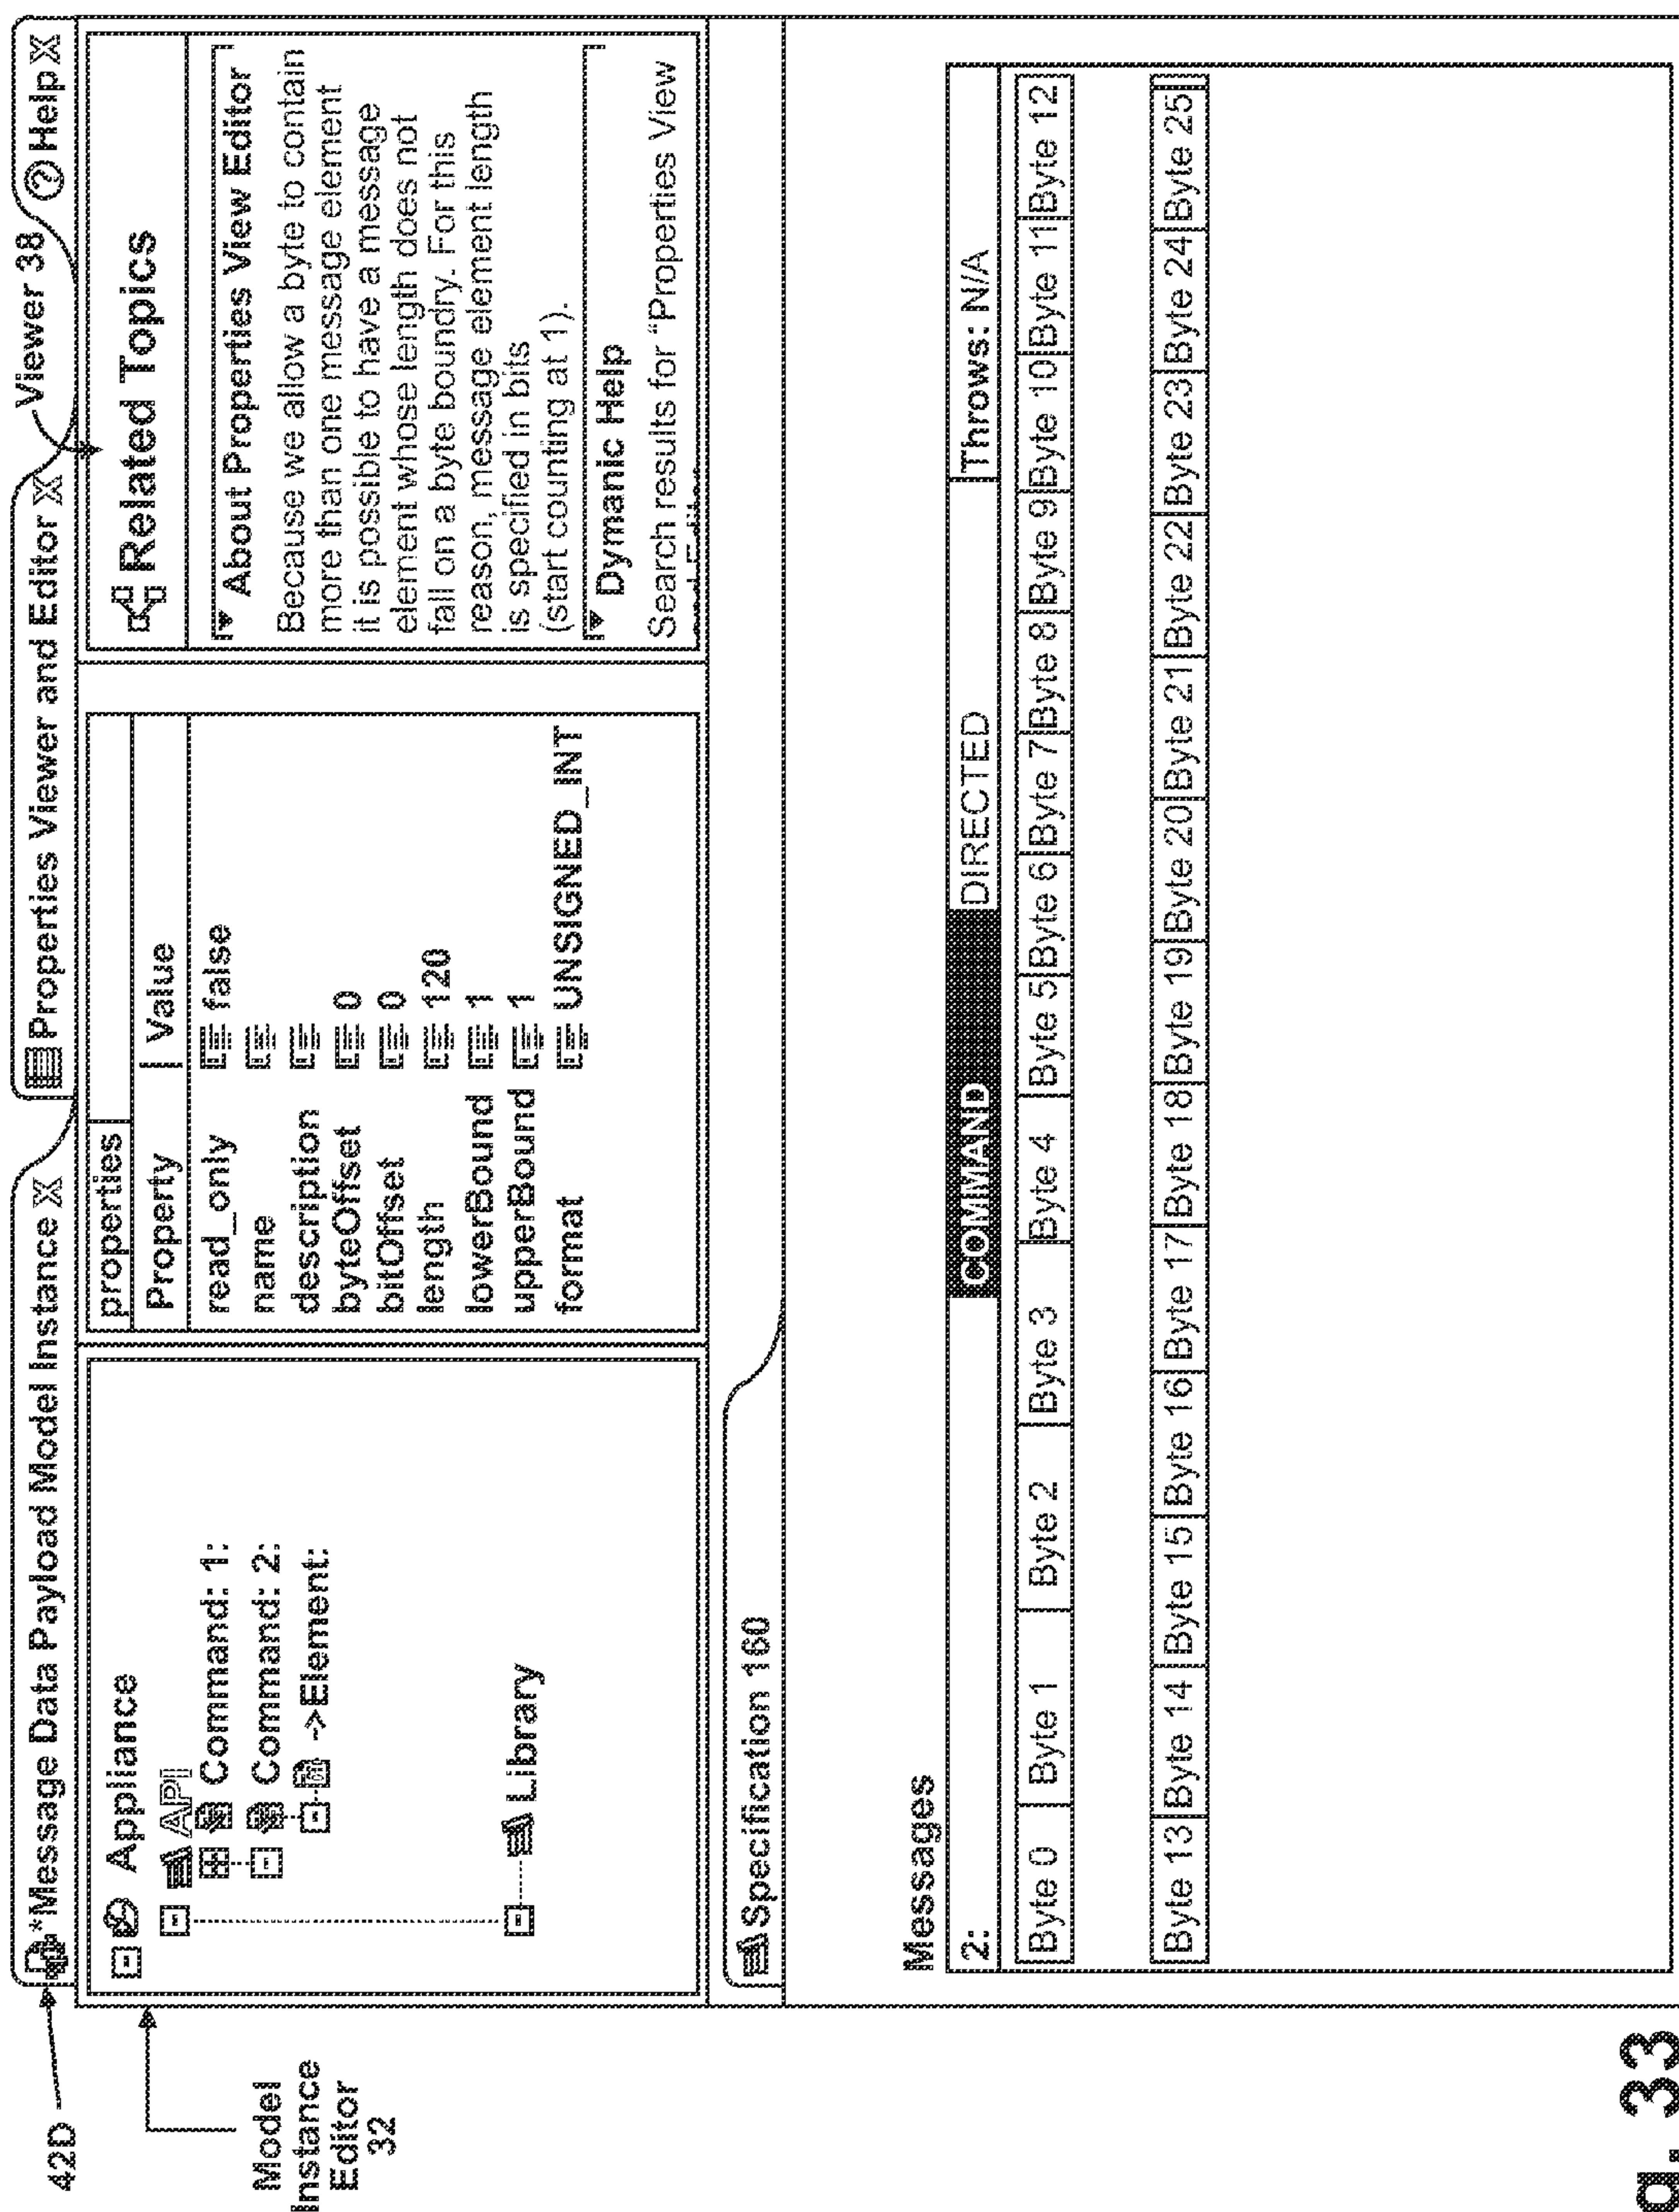 42D
*Message Data Payload Model Instance X
Properties Viewer and Editor X
Viewer 38
? Help X
Model
Instance
Editor
32
Appliance
API
Command: 1:
Command: 2:
->Element:
Library
properties
Property | Value
read_only false
name
description
byteOffset 0
bitOffset 0
length 120
lowerBound 1
upperBound 1
format UNSIGNED_INT
Related Topics
About Properties View Editor
Because we allow a byte to contain
more than one message element
it is possible to have a message
element whose length does not
fall on a byte boundry. For this
reason, message element length
is specified in bits
(start counting at 1).
Dymanic Help
Search results for "Properties View
Specification 160
Messages
2: COMMAND DIRECTED Throws: N/A
Byte 0 Byte 1 Byte 2 Byte 3 Byte 4 Byte 5 Byte 6 Byte 7 Byte 8 Byte 9 Byte 10 Byte 11 Byte 12
Byte 13 Byte 14 Byte 15 Byte 16 Byte 17 Byte 18 Byte 19 Byte 20 Byte 21 Byte 22 Byte 23 Byte 24 Byte 25
g. 33